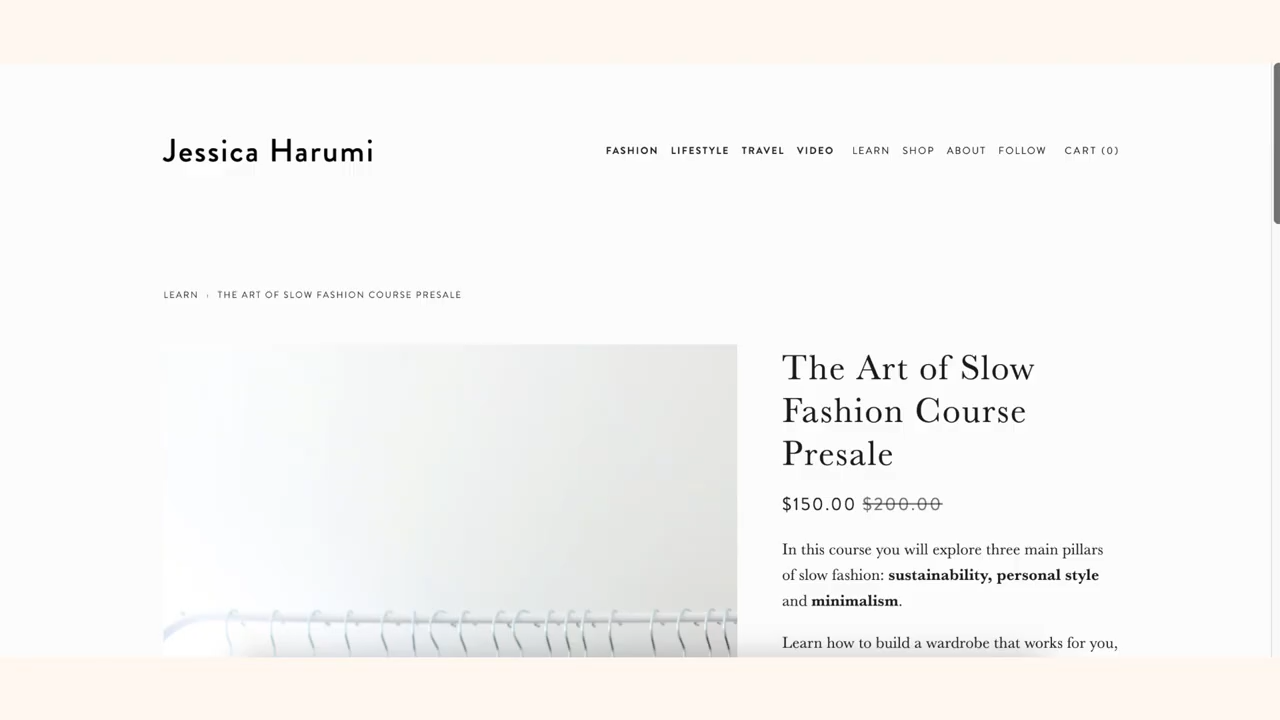 Jessica Harumi
FASHION LIFESTYLE TRAVEL VIDEO LEARN SHOP ABOUT FOLLOW CART (0)
LEARN › THE ART OF SLOW FASHION COURSE PRESALE
The Art of Slow
Fashion Course
Presale
$150.00 $200.00
In this course you will explore three main pillars
of slow fashion: sustainability, personal style
and minimalism.
Learn how to build a wardrobe that works for you,